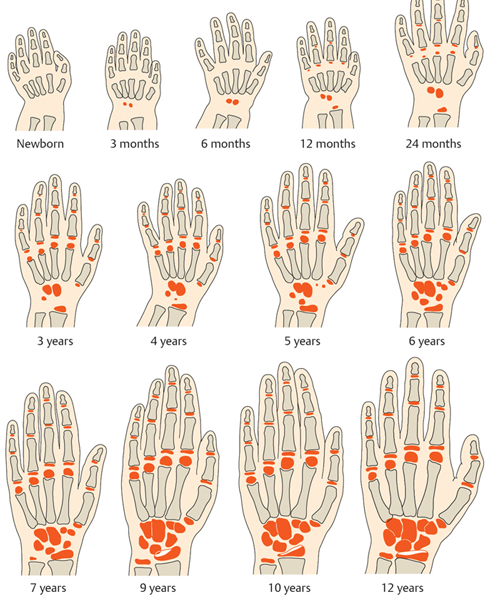 Newborn
3 months
6 months
12 months
24 months
3 years
4 years
5 years
6 years
7 years
9 years
10 years
12 years